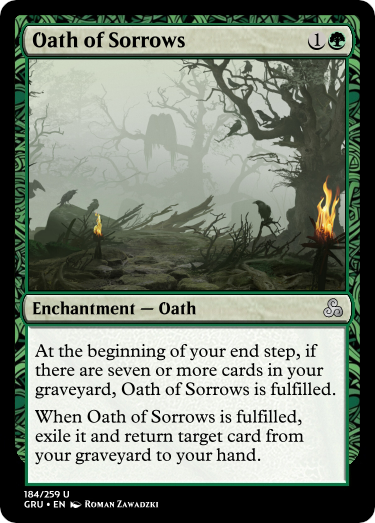 Oath of Sorrows 1
Enchantment — Oath
At the beginning of your end step, if
there are seven or more cards in your
graveyard, Oath of Sorrows is fulfilled.
When Oath of Sorrows is fulfilled,
exile it and return target card from
your graveyard to your hand.
184/259 U
GRU • EN Roman Zawadzki